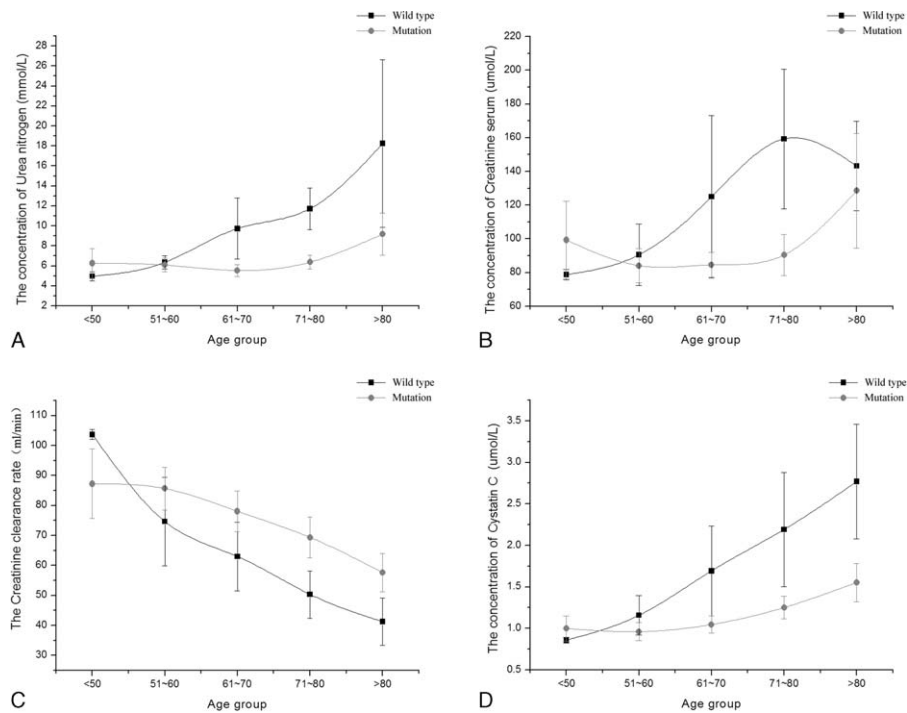 Wild type
Mutation
The concentration of Urea nitrogen (mmol/L)
28
26
24
22
20
18
16
14
12
10
8
6
4
2
<50
51~60
61~70
71~80
>80
Age group
A
Wild type
Mutation
The concentration of Creatinine serum (umol/L)
220
200
180
160
140
120
100
80
60
<50
51~60
61~70
71~80
>80
Age group
B
Wild type
Mutation
The Creatinine clearance rate (ml/min)
110
100
90
80
70
60
50
40
30
<50
51~60
61~70
71~80
>80
Age group
C
Wild type
Mutation
The concentration of Cystatin C (umol/L)
3.5
3.0
2.5
2.0
1.5
1.0
0.5
<50
51~60
61~70
71~80
>80
Age group
D